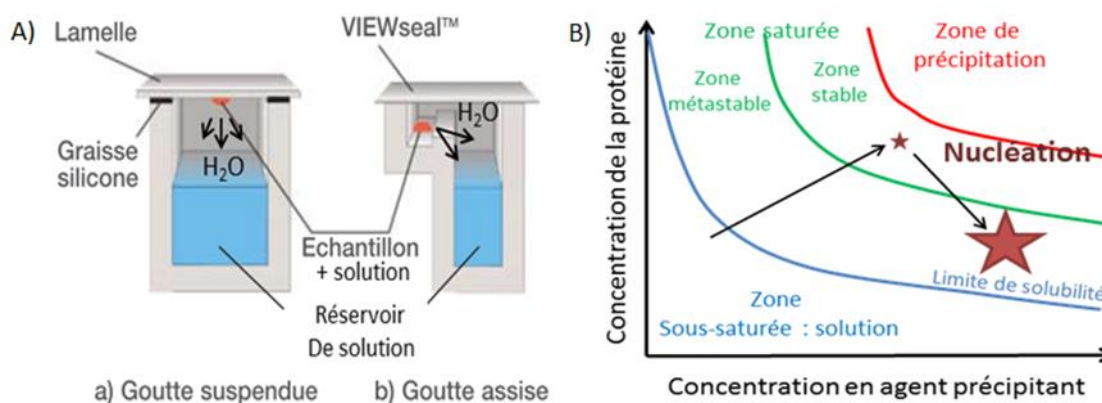 A)
Lamelle
VIEWseal™
H₂O
Graisse
silicone
H₂O
Echantillon
+ solution
Réservoir
De solution
a) Goutte suspendue
b) Goutte assise
B)
Concentration de la protéine
Zone saturée
Zone de
précipitation
Zone
métastable
Zone
stable
Nucléation
Limite de solubilité
Zone
Sous-saturée : solution
Concentration en agent précipitant